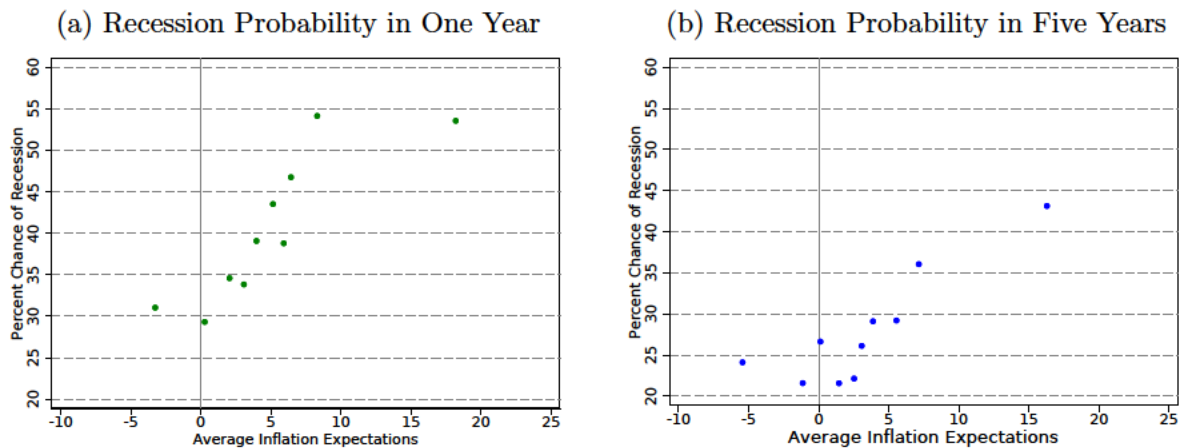 (a) Recession Probability in One Year
Percent Chance of Recession
60
55
50
45
40
35
30
25
20
-10 -5 0 5 10 15 20 25
Average Inflation Expectations
(b) Recession Probability in Five Years
Percent Chance of Recession
60
55
50
45
40
35
30
25
20
-10 -5 0 5 10 15 20 25
Average Inflation Expectations